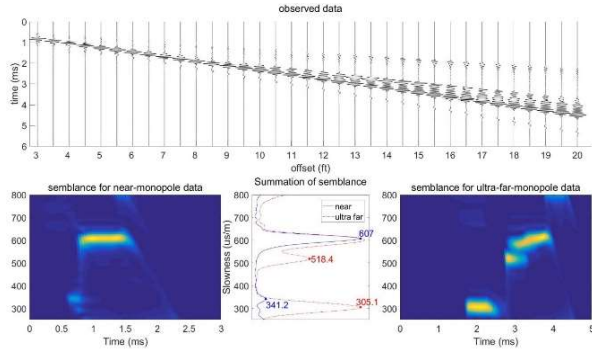 observed data
time (ms)
0
1
2
3
4
5
6
3 4 5 6 7 8 9 10 11 12 13 14 15 16 17 18 19 20
offset (ft)
semblance for near-monopole data
800
700
600
500
400
300
0 0.5 1 1.5 2 2.5 3
Time (ms)
Summation of semblance
Slowness (us/m)
800
700
600
500
400
300
near
ultra far
607
518.4
341.2
305.1
semblance for ultra-far-monopole data
800
700
600
500
400
300
0 1 2 3 4 5
Time (ms)